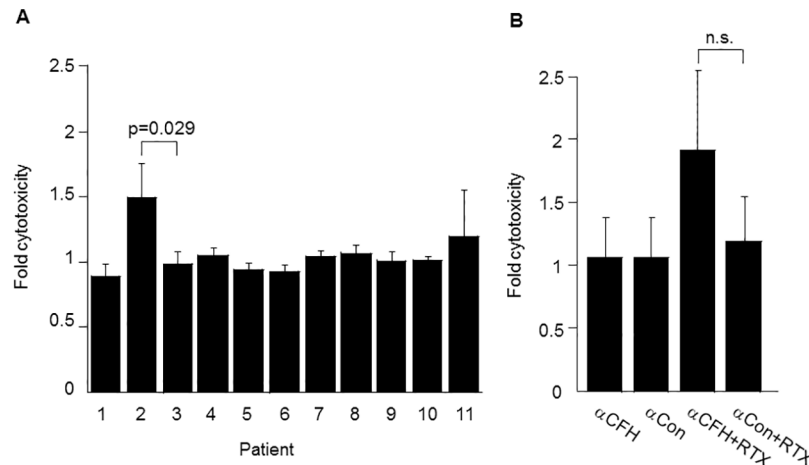 A
Fold cytotoxicity
2.5
2
1.5
1
0.5
0
p=0.029
1 2 3 4 5 6 7 8 9 10 11
Patient
B
Fold cytotoxicity
2.5
2
1.5
1
0.5
0
n.s.
αCFH
αCon
αCFH+RTX
αCon+RTX